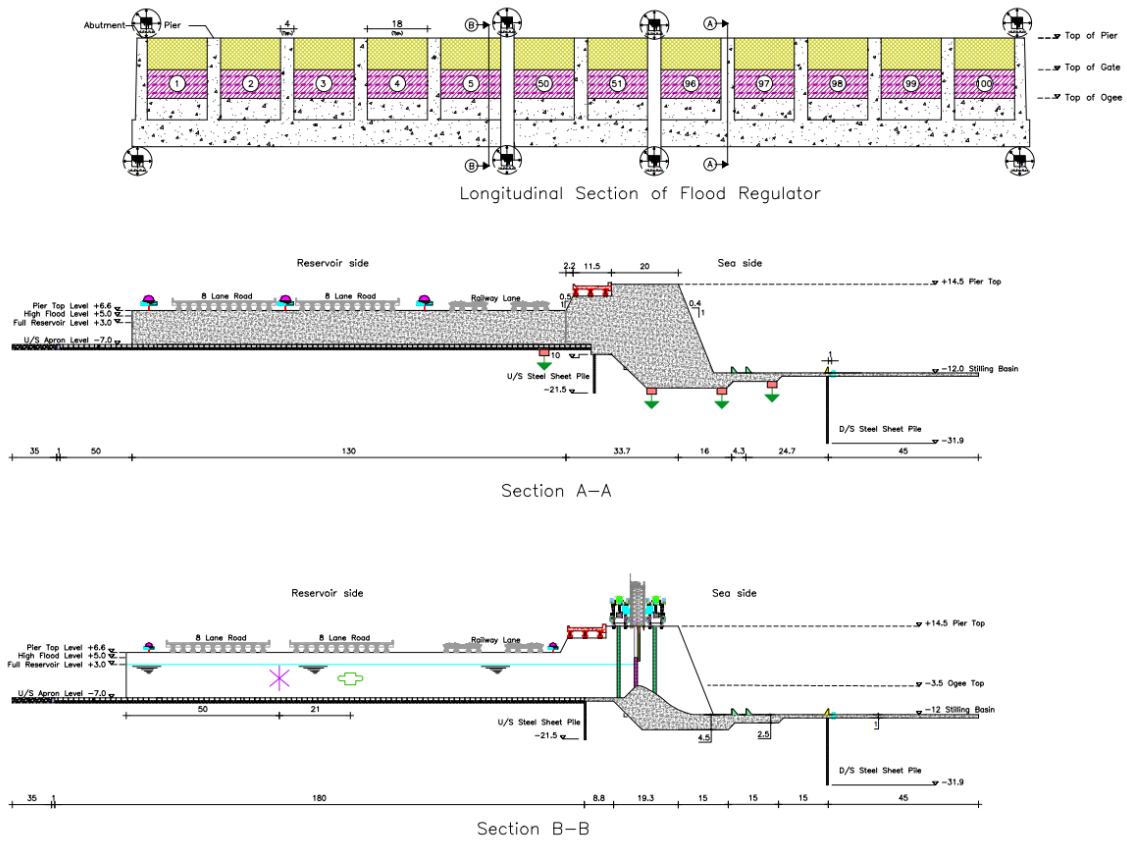 Abutment Pier 4 18 B A
(Typ.) (Typ.)
Top of Pier
Top of Gate
1 2 3 4 5 50 51 96 97 98 99 100
Top of Ogee
B A
Longitudinal Section of Flood Regulator
Reservoir side 2.2 11.5 20 Sea side
8 Lane Road 8 Lane Road Railway Lane
+14.5 Pier Top
Pier Top Level +6.6
High Flood Level +5.0
Full Reservoir Level +3.0
0.5
1
0.4
1
U/S Apron Level -7.0
10
1
U/S Steel Sheet Pile
-21.5
-12.0 Stilling Basin
D/S Steel Sheet Pile
-31.9
35 1 50 130 33.7 16 4.3 24.7 45
Section A-A
Reservoir side Sea side
8 Lane Road 8 Lane Road Railway Lane
+14.5 Pier Top
Pier Top Level +6.6
High Flood Level +5.0
Full Reservoir Level +3.0
-3.5 Ogee Top
U/S Apron Level -7.0
50 21
U/S Steel Sheet Pile
-21.5
4.5 2.5 1
-12 Stilling Basin
D/S Steel Sheet Pile
-31.9
35 1 180 8.8 19.3 15 15 15 45
Section B-B